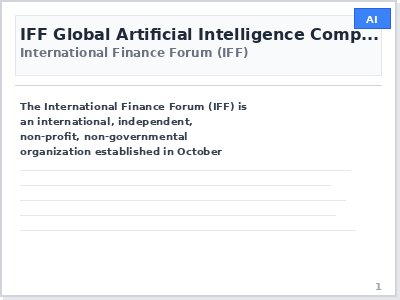 AI
IFF Global Artificial Intelligence Comp...
International Finance Forum (IFF)
The International Finance Forum (IFF) is
an international, independent,
non-profit, non-governmental
organization established in October
1